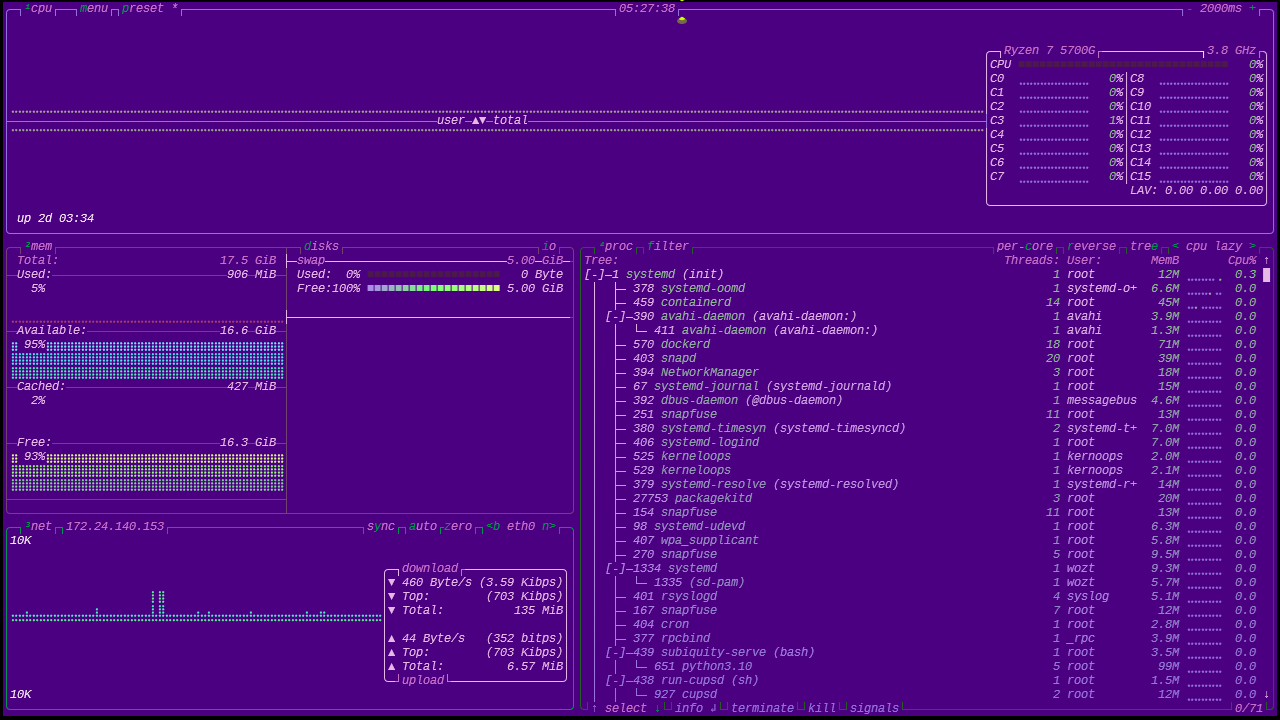 ¹cpu menu preset * 05:27:38 - 2000ms +
Ryzen 7 5700G 3.8 GHz
CPU 0%
C0 0% C8 0%
C1 0% C9 0%
C2 0% C10 0%
C3 1% C11 0%
C4 0% C12 0%
C5 0% C13 0%
C6 0% C14 0%
C7 0% C15 0%
LAV: 0.00 0.00 0.00
user ▲▼ total
up 2d 03:34
²mem disks io
Total: 17.5 GiB
Used: 906 MiB
5%
Available: 16.6 GiB
95%
Cached: 427 MiB
2%
Free: 16.3 GiB
93%
swap 5.00 GiB
Used: 0% 0 Byte
Free:100% 5.00 GiB
³net 172.24.140.153 sync auto zero <b eth0 n>
10K
download
▼ 460 Byte/s (3.59 Kibps)
▼ Top: (703 Kibps)
▼ Total: 135 MiB
▲ 44 Byte/s (352 bitps)
▲ Top: (703 Kibps)
▲ Total: 6.57 MiB
upload
10K
⁴proc filter per-core reverse tree < cpu lazy >
Tree: Threads: User: MemB Cpu% ↑
[-]─1 systemd (init) 1 root 12M 0.3
├─ 378 systemd-oomd 1 systemd-o+ 6.6M 0.0
├─ 459 containerd 14 root 45M 0.0
[-]─390 avahi-daemon (avahi-daemon:) 1 avahi 3.9M 0.0
└─ 411 avahi-daemon (avahi-daemon:) 1 avahi 1.3M 0.0
├─ 570 dockerd 18 root 71M 0.0
├─ 403 snapd 20 root 39M 0.0
├─ 394 NetworkManager 3 root 18M 0.0
├─ 67 systemd-journal (systemd-journald) 1 root 15M 0.0
├─ 392 dbus-daemon (@dbus-daemon) 1 messagebus 4.6M 0.0
├─ 251 snapfuse 11 root 13M 0.0
├─ 380 systemd-timesyn (systemd-timesyncd) 2 systemd-t+ 7.0M 0.0
├─ 406 systemd-logind 1 root 7.0M 0.0
├─ 525 kerneloops 1 kernoops 2.0M 0.0
├─ 529 kerneloops 1 kernoops 2.1M 0.0
├─ 379 systemd-resolve (systemd-resolved) 1 systemd-r+ 14M 0.0
├─ 27753 packagekitd 3 root 20M 0.0
├─ 154 snapfuse 11 root 13M 0.0
├─ 98 systemd-udevd 1 root 6.3M 0.0
├─ 407 wpa_supplicant 1 root 5.8M 0.0
├─ 270 snapfuse 5 root 9.5M 0.0
[-]─1334 systemd 1 wozt 9.3M 0.0
└─ 1335 (sd-pam) 1 wozt 5.7M 0.0
├─ 401 rsyslogd 4 syslog 5.1M 0.0
├─ 167 snapfuse 7 root 12M 0.0
├─ 404 cron 1 root 2.8M 0.0
├─ 377 rpcbind 1 _rpc 3.9M 0.0
[-]─439 subiquity-serve (bash) 1 root 3.5M 0.0
└─ 651 python3.10 5 root 99M 0.0
[-]─438 run-cupsd (sh) 1 root 1.5M 0.0
└─ 927 cupsd 2 root 12M 0.0 ↓
↑ select ↓ info ↲ terminate kill signals 0/71